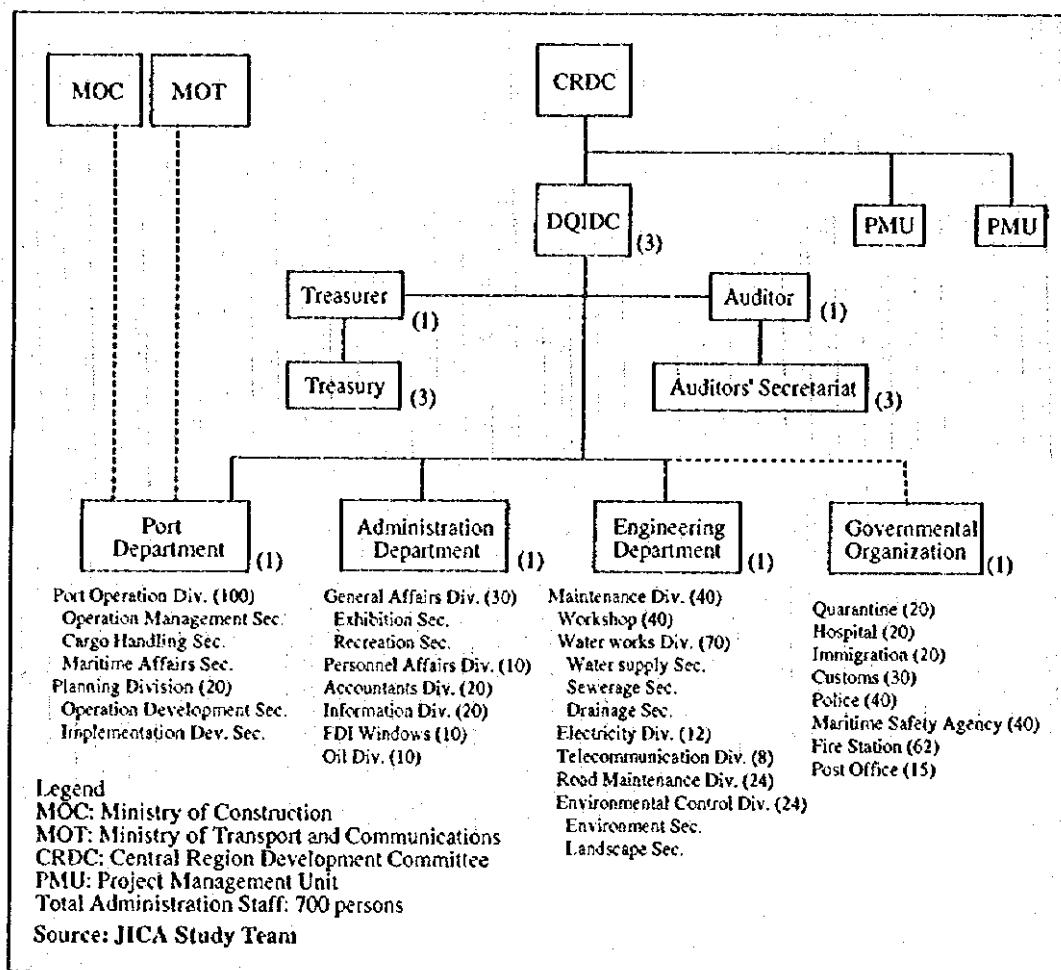 MOC
MOT
CRDC
DQIDC
(3)
PMU
PMU
Treasurer
(1)
Auditor
(1)
Treasury
(3)
Auditors' Secretariat
(3)
Port
Department
(1)
Administration
Department
(1)
Engineering
Department
(1)
Governmental
Organization
(1)
Port Operation Div. (100)
Operation Management Sec.
Cargo Handling Sec.
Maritime Affairs Sec.
Planning Division (20)
Operation Development Sec.
Implementation Dev. Sec.
General Affairs Div. (30)
Exhibition Sec.
Recreation Sec.
Personnel Affairs Div. (10)
Accountants Div. (20)
Information Div. (20)
FDI Windows (10)
Oil Div. (10)
Maintenance Div. (40)
Workshop (40)
Water works Div. (70)
Water supply Sec.
Sewerage Sec.
Drainage Sec.
Electricity Div. (12)
Telecommunication Div. (8)
Road Maintenance Div. (24)
Environmental Control Div. (24)
Environment Sec.
Landscape Sec.
Quarantine (20)
Hospital (20)
Immigration (20)
Customs (30)
Police (40)
Maritime Safety Agency (40)
Fire Station (62)
Post Office (15)
Legend
MOC: Ministry of Construction
MOT: Ministry of Transport and Communications
CRDC: Central Region Development Committee
PMU: Project Management Unit
Total Administration Staff: 700 persons
Source: JICA Study Team